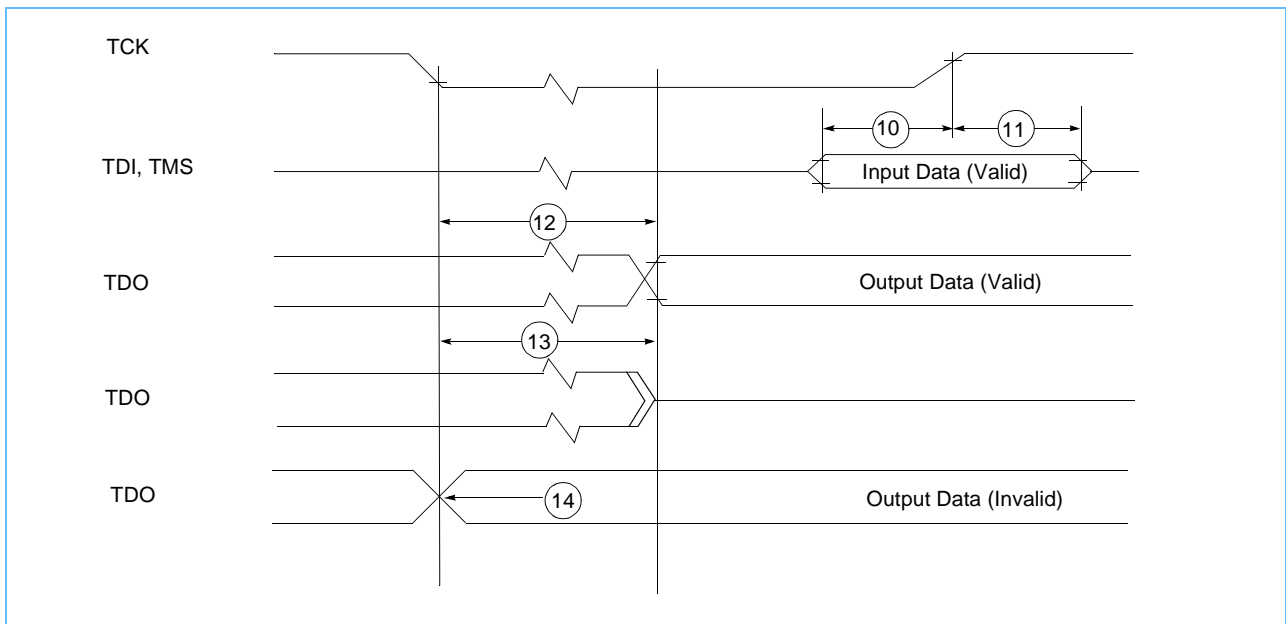 TCK
10
11
TDI, TMS
Input Data (Valid)
12
TDO
Output Data (Valid)
13
TDO
TDO
14
Output Data (Invalid)